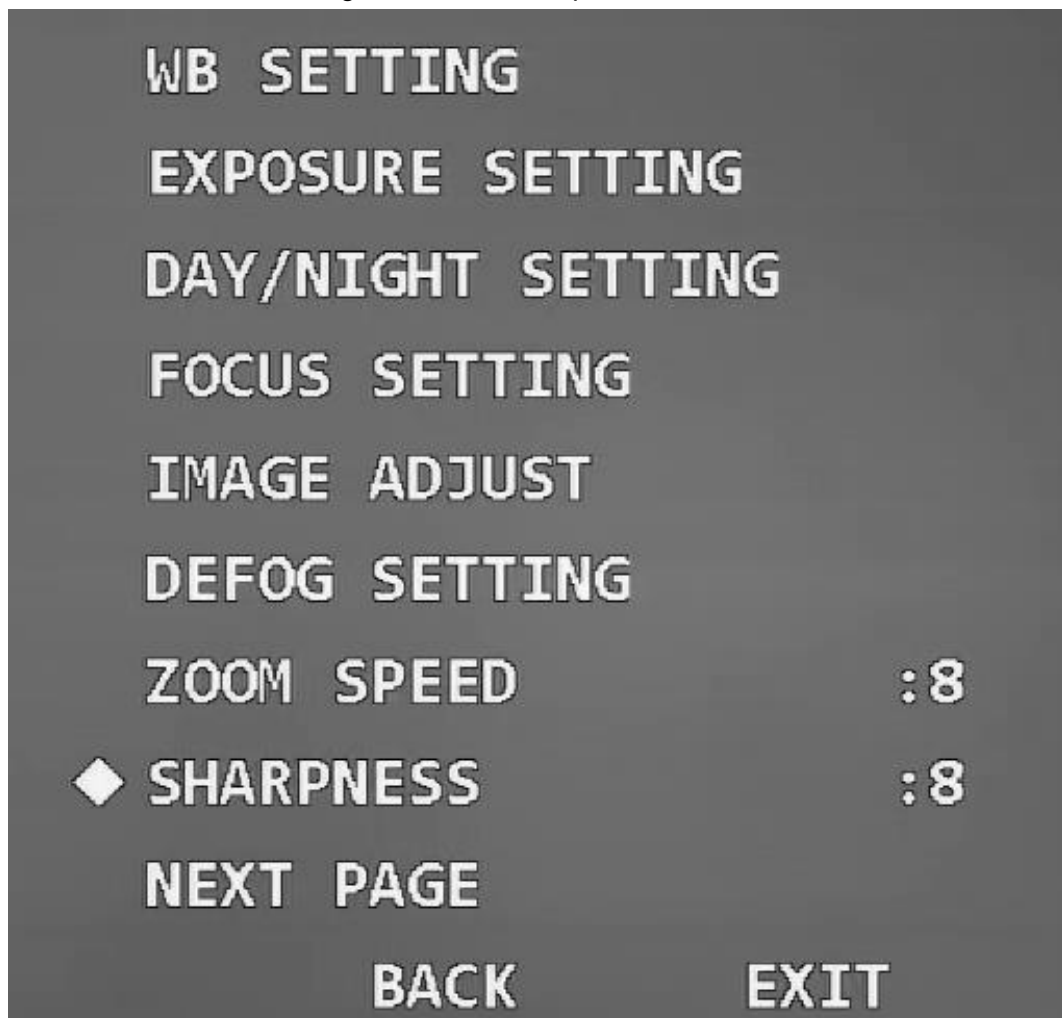 WB SETTING
EXPOSURE SETTING
DAY/NIGHT SETTING
FOCUS SETTING
IMAGE ADJUST
DEFOG SETTING
ZOOM SPEED :8
◆ SHARPNESS :8
NEXT PAGE
BACK EXIT